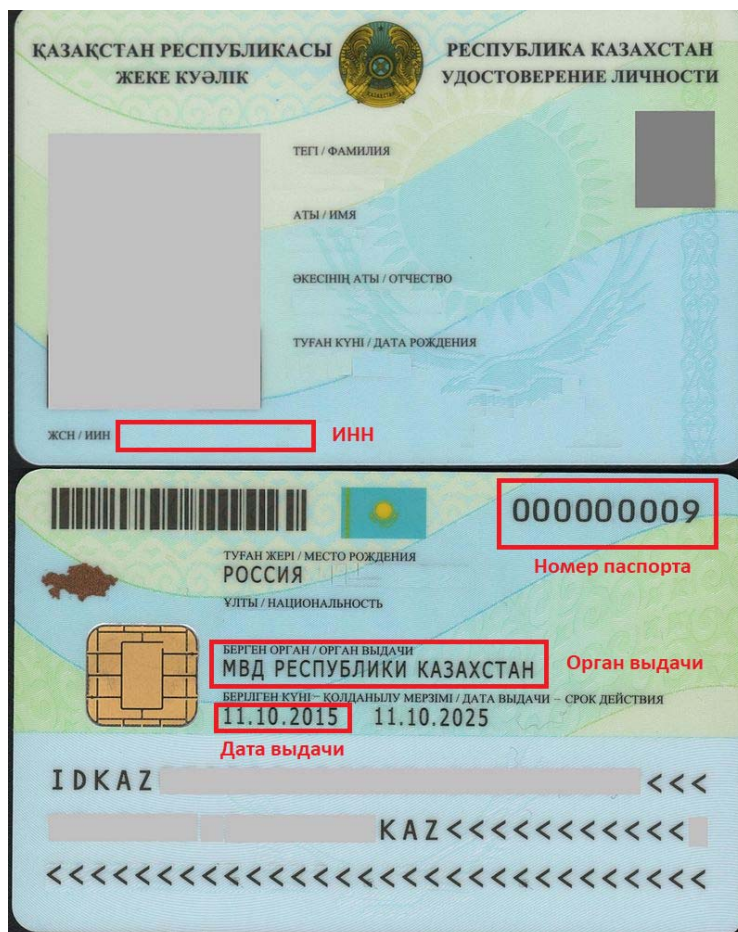 ҚАЗАҚСТАН РЕСПУБЛИКАСЫ
ЖЕКЕ КУӘЛІК
РЕСПУБЛИКА КАЗАХСТАН
УДОСТОВЕРЕНИЕ ЛИЧНОСТИ
ТЕГІ / ФАМИЛИЯ
АТЫ / ИМЯ
ӘКЕСІНІҢ АТЫ / ОТЧЕСТВО
ТУҒАН КҮНІ / ДАТА РОЖДЕНИЯ
ЖСН / ИИН
ИНН
000000009
Номер паспорта
ТУҒАН ЖЕРІ / МЕСТО РОЖДЕНИЯ
РОССИЯ
ҰЛТЫ / НАЦИОНАЛЬНОСТЬ
БЕРГЕН ОРГАН / ОРГАН ВЫДАЧИ
МВД РЕСПУБЛИКИ КАЗАХСТАН
Орган выдачи
БЕРІЛГЕН КҮНІ – ҚОЛДАНЫЛУ МЕРЗІМІ / ДАТА ВЫДАЧИ – СРОК ДЕЙСТВИЯ
11.10.2015 11.10.2025
Дата выдачи
IDKAZ <<<
KAZ<<<<<<<<<<<
<<<<<<<<<<<<<<<<<<<<<<<<<<<<<<